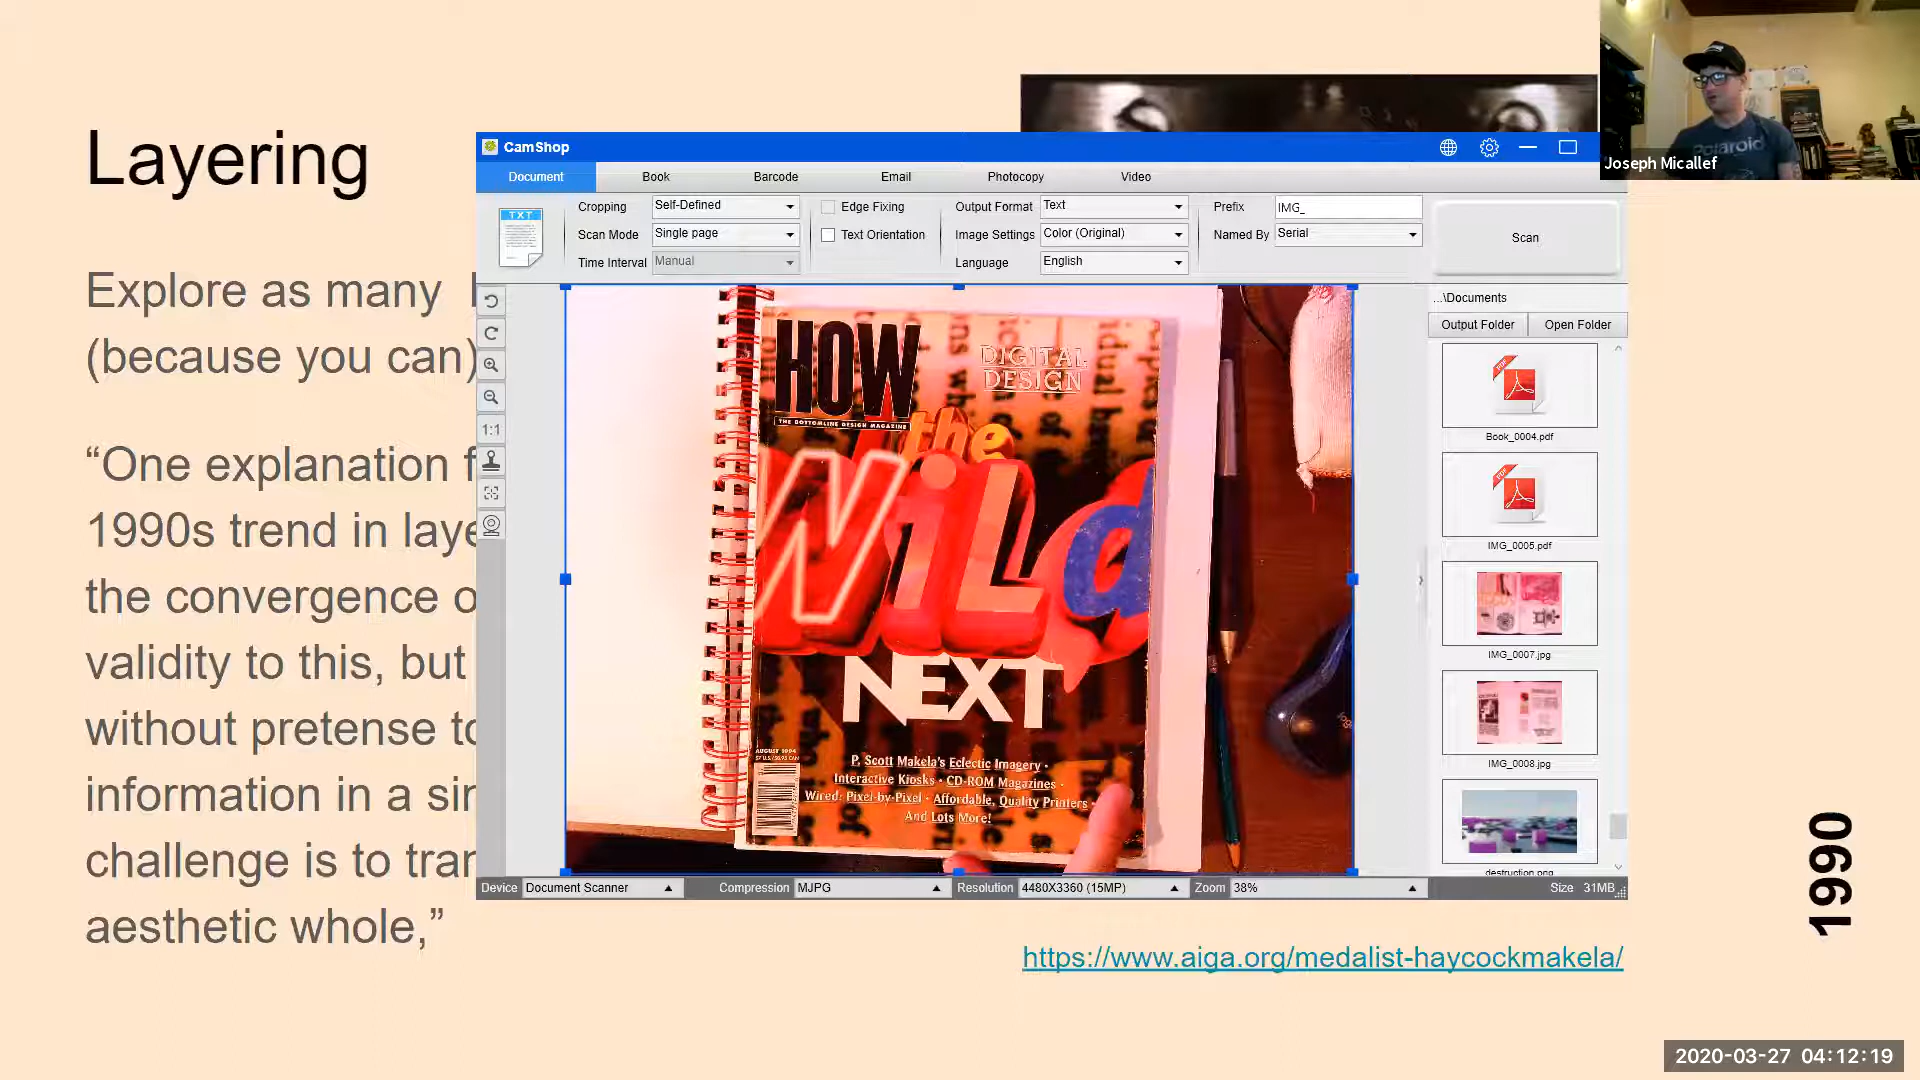 Layering
Explore as many
(because you can)
“One explanation f
1990s trend in laye
the convergence o
validity to this, but
without pretense to
information in a sin
challenge is to tran
aesthetic whole,”
CamShop
Document Book Barcode Email Photocopy Video
TXT
Cropping Self-Defined
Scan Mode Single page
Time Interval Manual
Edge Fixing
Text Orientation
Output Format Text
Image Settings Color (Original)
Language English
Prefix IMG_
Named By Serial
Scan
1:1
HOW
THE BOTTOMLINE DESIGN MAGAZINE
DIGITAL
DESIGN
the
WiLd
NEXT
AUGUST 1994
P. Scott Makela's Eclectic Imagery •
Interactive Kiosks • CD-ROM Magazines •
Wired: Pixel-by-Pixel • Affordable, Quality Printers •
And Lots More!
...\Documents
Output Folder Open Folder
Book_0004.pdf
IMG_0005.pdf
IMG_0007.jpg
IMG_0008.jpg
destruction.png
Device Document Scanner Compression MJPG Resolution 4480X3360 (15MP) Zoom 38% Size 31MB
https://www.aiga.org/medalist-haycockmakela/
1990
Polaroid
Joseph Micallef
2020-03-27 04:12:19